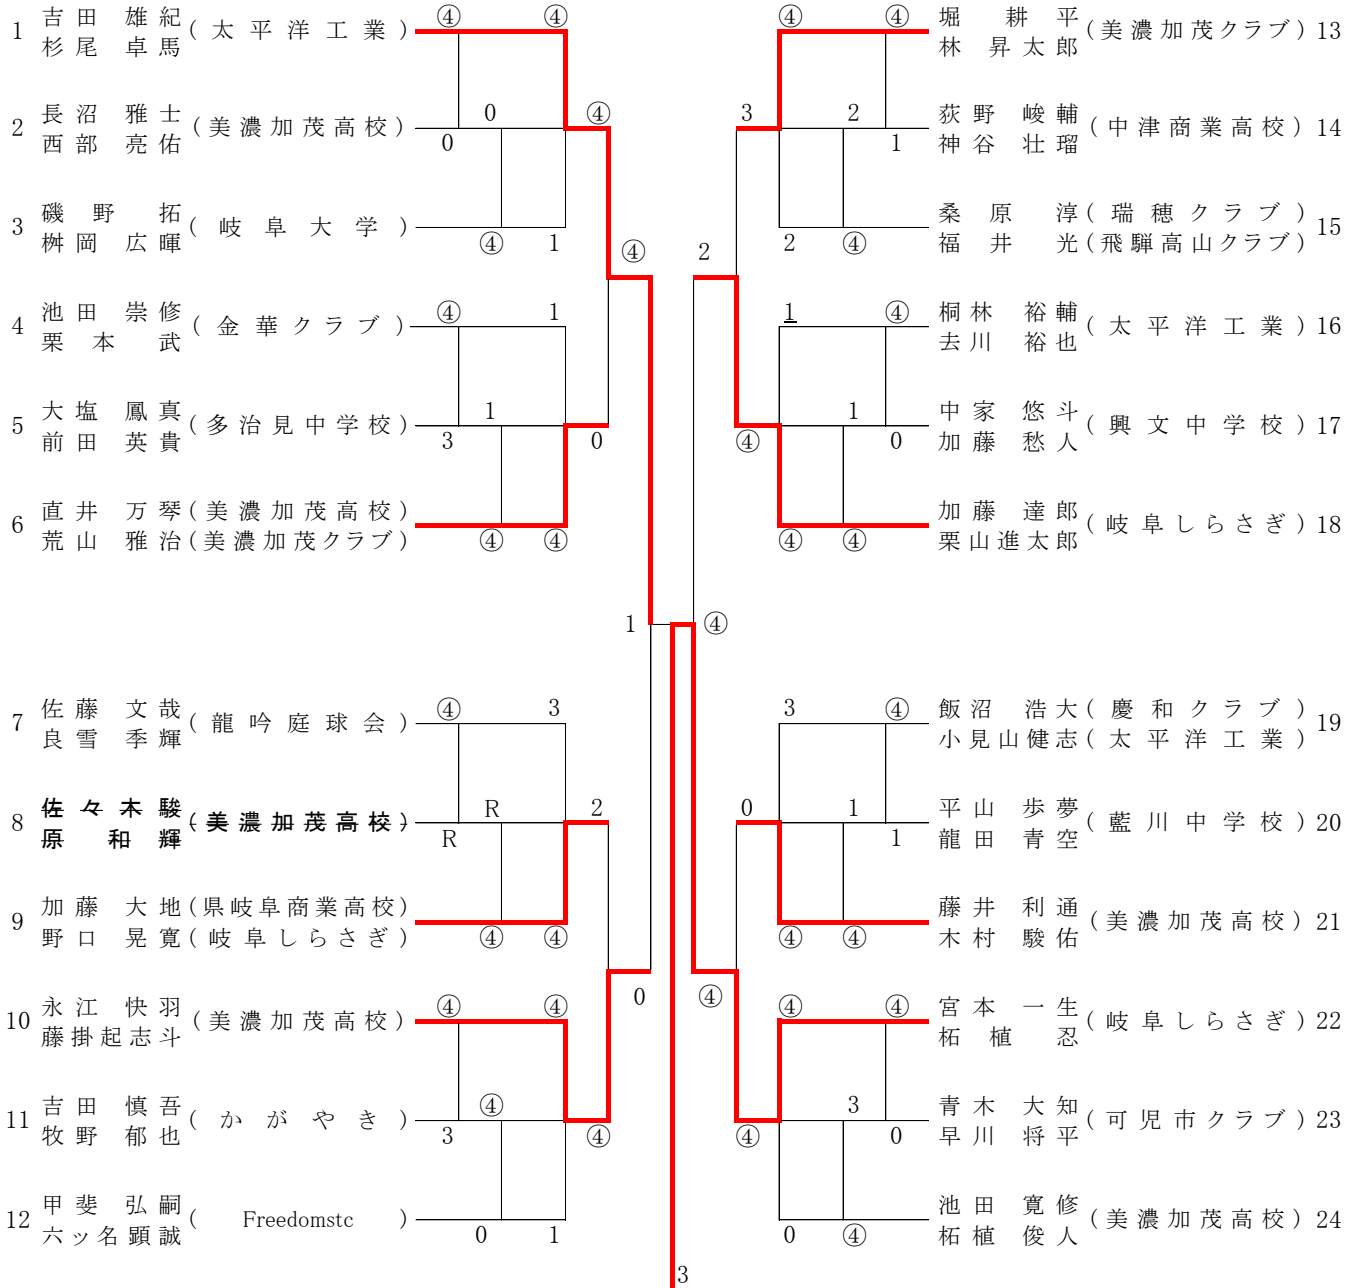 1 吉田 雄紀 杉尾 卓馬 (太平洋工業) ④ ④
2 長沼 雅士 西部 亮佑 (美濃加茂高校) 0 0 ④
3 磯野 拓 桝岡 広暉 (岐阜大学) ④ 1
④
4 池田 崇修 栗本 武 (金華クラブ) ④ 1
5 大塩 鳳真 前田 英貴 (多治見中学校) 3 1 0
6 直井 万琴 (美濃加茂高校) 荒山 雅治 (美濃加茂クラブ) ④ ④
1
7 佐藤 文哉 良雪 季輝 (龍吟庭球会) ④ 3
8 佐々木 駿 原 和輝 (美濃加茂高校) R R 2
9 加藤 大地 (県岐阜商業高校) 野口 晃寛 (岐阜しらさぎ) ④ ④
0
10 永江 快羽 藤掛起志斗 (美濃加茂高校) ④ ④
11 吉田 慎吾 牧野 郁也 (かがやき) 3 ④ ④
12 甲斐 弘嗣 六ッ名顕誠 (Freedomstc) 0 1
④ ④ 堀 耕平 林 昇太郎 (美濃加茂クラブ) 13
3 2 1 荻野 峻輔 神谷 壮瑠 (中津商業高校) 14
2 ④ 桑原 淳 (瑞穂クラブ) 福井 光 (飛騨高山クラブ) 15
2
1 ④ 桐林 裕輔 去川 裕也 (太平洋工業) 16
④ 1 0 中家 悠斗 加藤 愁人 (興文中学校) 17
④ ④ 加藤 達郎 栗山進太郎 (岐阜しらさぎ) 18
④
3 ④ 飯沼 浩大 (慶和クラブ) 小見山健志 (太平洋工業) 19
0 1 1 平山 歩夢 龍田 青空 (藍川中学校) 20
④ ④ 藤井 利通 木村 駿佑 (美濃加茂高校) 21
④
④ ④ 宮本 一生 柘植 忍 (岐阜しらさぎ) 22
④ 3 0 青木 大知 早川 将平 (可児市クラブ) 23
0 ④ 池田 寛修 柘植 俊人 (美濃加茂高校) 24
3